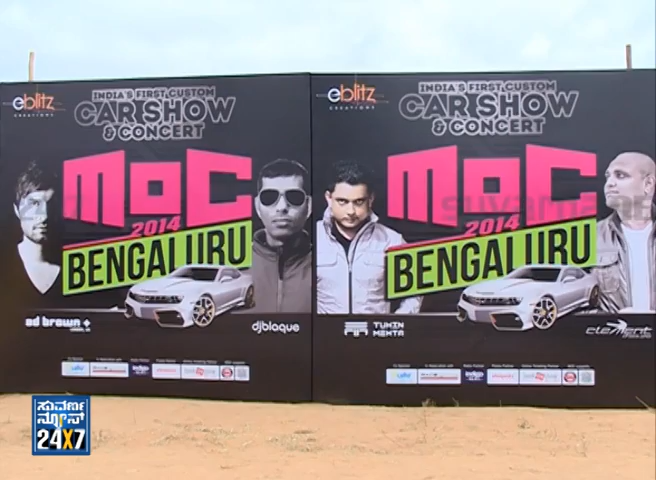 eblitz
CREATIONS
INDIA'S FIRST CUSTOM
CAR SHOW
& CONCERT
MOC
2014
BENGALURU
ad brown +
djblaque
eblitz
CREATIONS
INDIA'S FIRST CUSTOM
CAR SHOW
& CONCERT
MOC
2014
BENGALURU
TUHIN
MEHTA
clement
ಸುವರ್ಣ
ನ್ಯೂಸ್
24X7